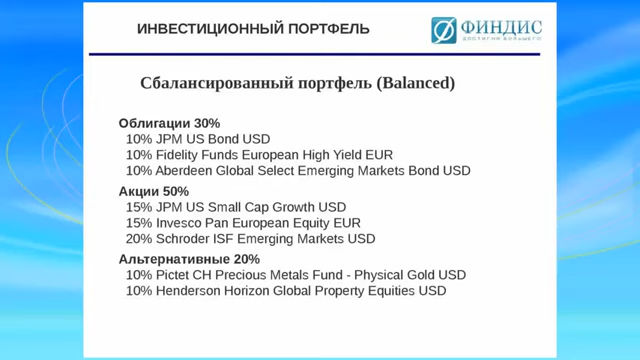 ИНВЕСТИЦИОННЫЙ ПОРТФЕЛЬ
ФИНДИС
ДОСТИГАЯ БОЛЬШЕГО
Сбалансированный портфель (Balanced)
Облигации 30%
10% JPM US Bond USD
10% Fidelity Funds European High Yield EUR
10% Aberdeen Global Select Emerging Markets Bond USD
Акции 50%
15% JPM US Small Cap Growth USD
15% Invesco Pan European Equity EUR
20% Schroder ISF Emerging Markets USD
Альтернативные 20%
10% Pictet CH Precious Metals Fund - Physical Gold USD
10% Henderson Horizon Global Property Equities USD